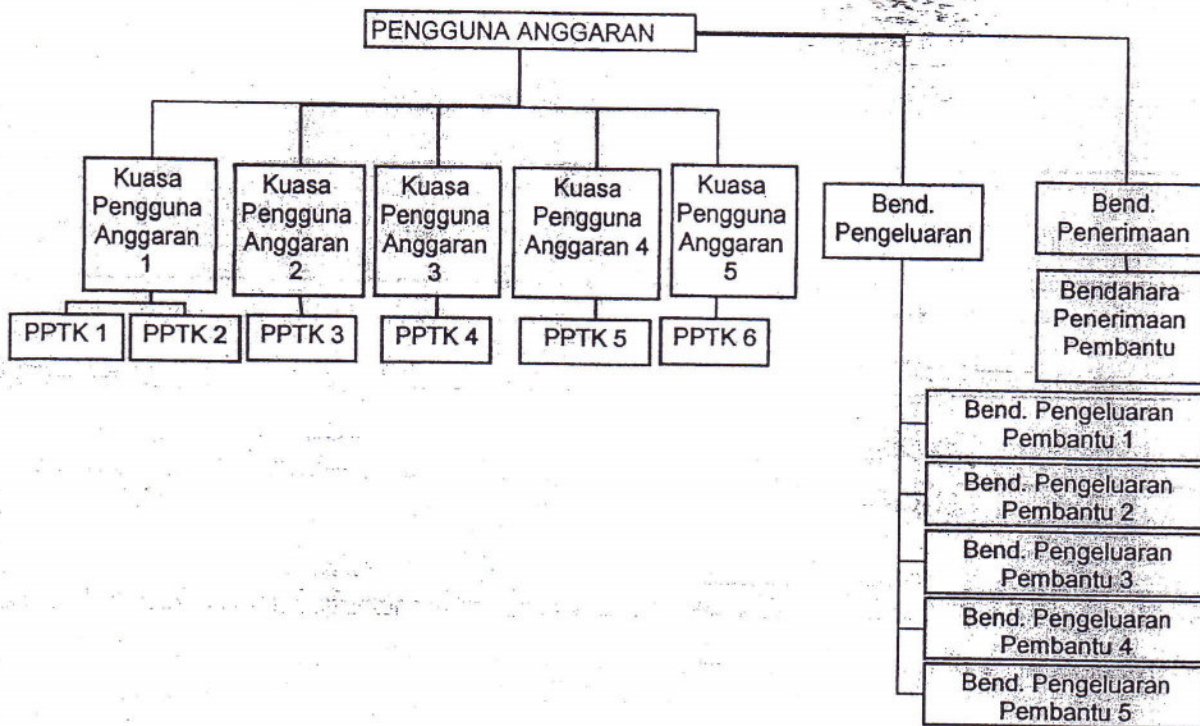 PENGGUNA ANGGARAN
Kuasa
Pengguna
Anggaran
1
Kuasa
Pengguna
Anggaran
2
Kuasa
Pengguna
Anggaran
3
Kuasa
Pengguna
Anggaran 4
Kuasa
Pengguna
Anggaran
5
Bend.
Pengeluaran
Bend.
Penerimaan
PPTK 1
PPTK 2
PPTK 3
PPTK 4
PPTK 5
PPTK 6
Bendahara
Penerimaan
Pembantu
Bend. Pengeluaran
Pembantu 1
Bend. Pengeluaran
Pembantu 2
Bend. Pengeluaran
Pembantu 3
Bend. Pengeluaran
Pembantu 4
Bend. Pengeluaran
Pembantu 5